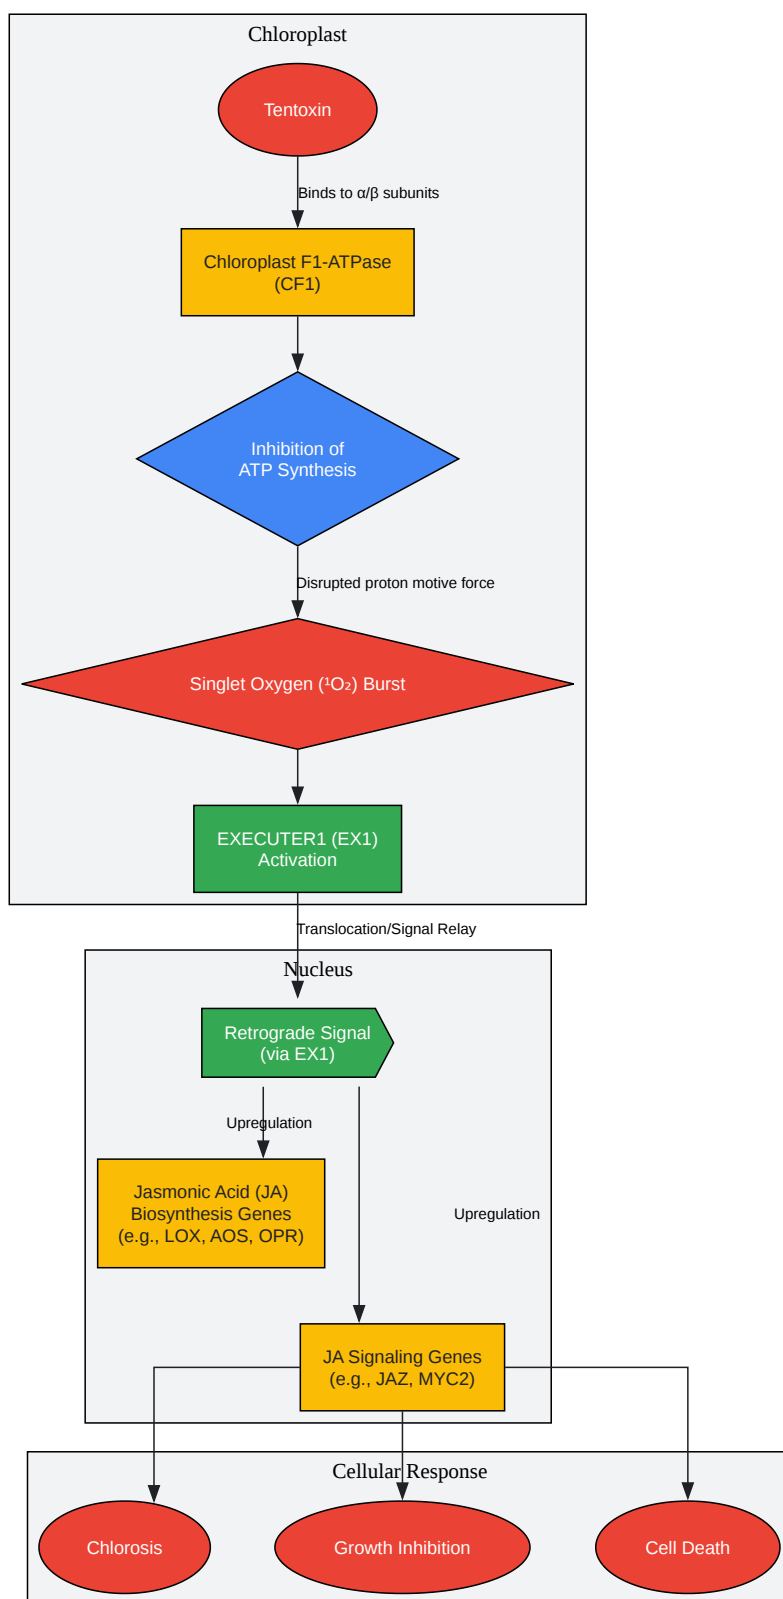 Chloroplast
Tentoxin
Binds to α/β subunits
Chloroplast F1-ATPase
(CF1)
Inhibition of
ATP Synthesis
Disrupted proton motive force
Singlet Oxygen (¹O₂) Burst
EXECUTER1 (EX1)
Activation
Translocation/Signal Relay
Nucleus
Retrograde Signal
(via EX1)
Upregulation
Jasmonic Acid (JA)
Biosynthesis Genes
(e.g., LOX, AOS, OPR)
Upregulation
JA Signaling Genes
(e.g., JAZ, MYC2)
Cellular Response
Chlorosis
Growth Inhibition
Cell Death